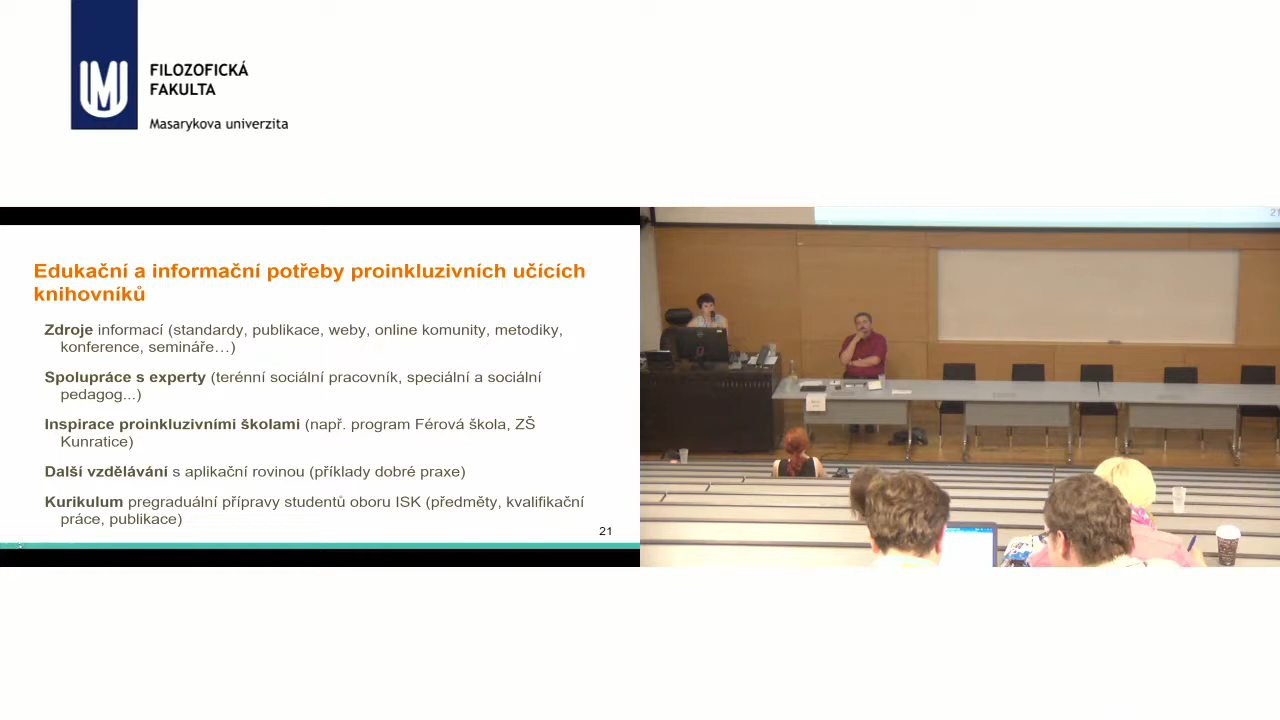 FILOZOFICKÁ
FAKULTA
Masarykova univerzita
Edukační a informační potřeby proinkluzivních učících
knihovníků
Zdroje informací (standardy, publikace, weby, online komunity, metodiky,
konference, semináře…)
Spolupráce s experty (terénní sociální pracovník, speciální a sociální
pedagog...)
Inspirace proinkluzivními školami (např. program Férová škola, ZŠ
Kunratice)
Další vzdělávání s aplikační rovinou (příklady dobré praxe)
Kurikulum pregraduální přípravy studentů oboru ISK (předměty, kvalifikační
práce, publikace)
21